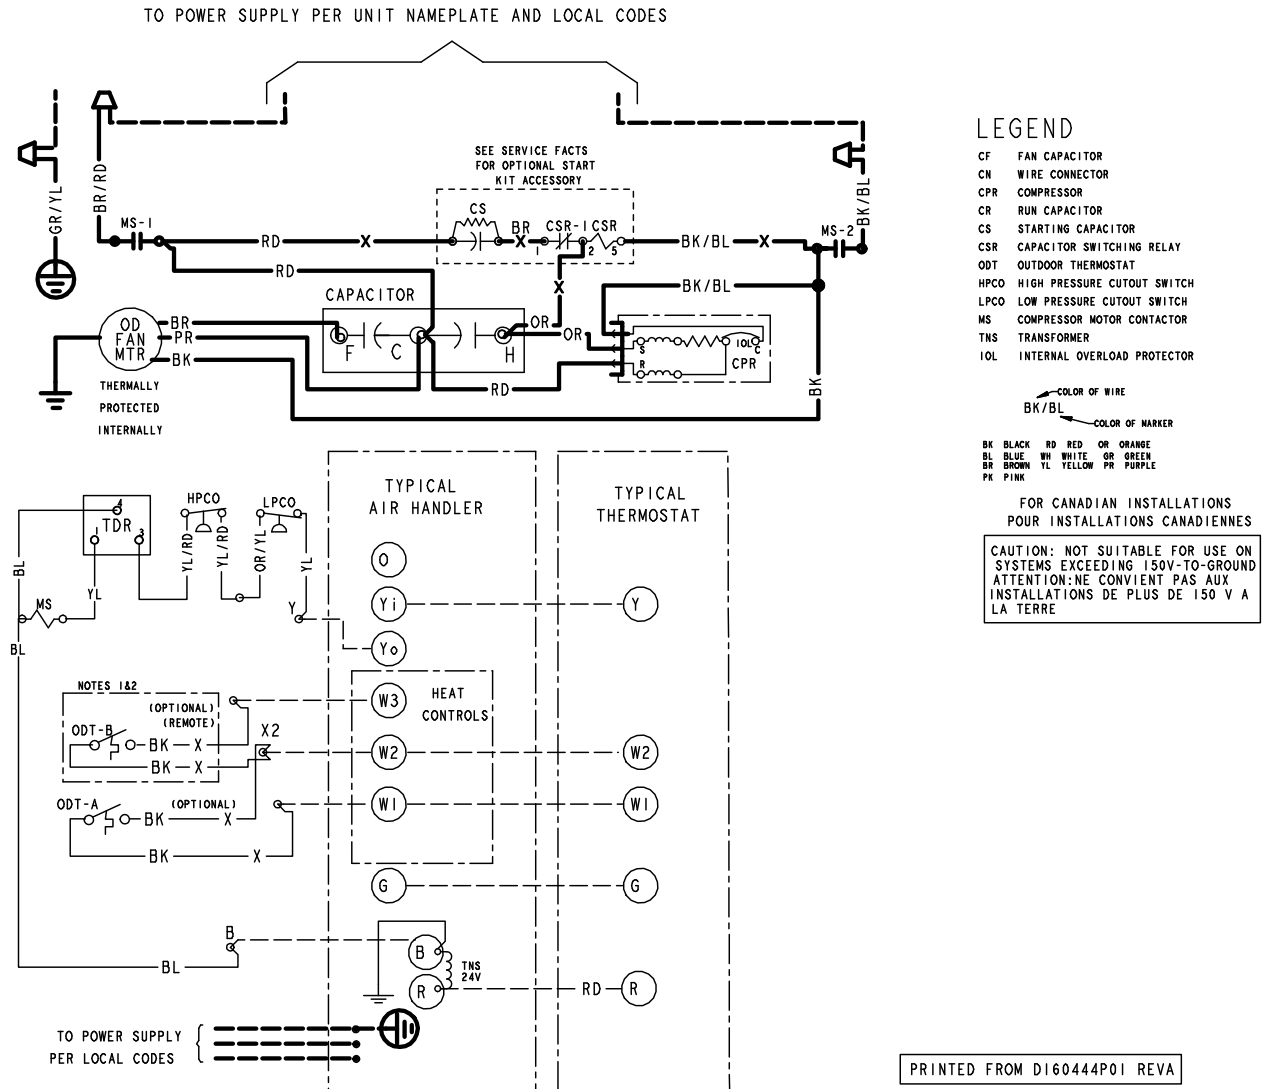 TO POWER SUPPLY PER UNIT NAMEPLATE AND LOCAL CODES
SEE SERVICE FACTS
FOR OPTIONAL START
KIT ACCESSORY
GR/YL
BR/RD
BK/BL
MS-1
RD
X
CS
BR
X
1
CSR-1
CSR
2
5
BK/BL
X
MS-2
RD
X
BK/BL
CAPACITOR
OD
FAN
MTR
BR
PR
BK
F
C
H
OR
OR
S
R
IOL
C
CPR
RD
BK
THERMALLY
PROTECTED
INTERNALLY
LEGEND
CF FAN CAPACITOR
CN WIRE CONNECTOR
CPR COMPRESSOR
CR RUN CAPACITOR
CS STARTING CAPACITOR
CSR CAPACITOR SWITCHING RELAY
ODT OUTDOOR THERMOSTAT
HPCO HIGH PRESSURE CUTOUT SWITCH
LPCO LOW PRESSURE CUTOUT SWITCH
MS COMPRESSOR MOTOR CONTACTOR
TNS TRANSFORMER
IOL INTERNAL OVERLOAD PROTECTOR
COLOR OF WIRE
BK/BL
COLOR OF MARKER
BK BLACK RD RED OR ORANGE
BL BLUE WH WHITE GR GREEN
BR BROWN YL YELLOW PR PURPLE
PK PINK
FOR CANADIAN INSTALLATIONS
POUR INSTALLATIONS CANADIENNES
CAUTION: NOT SUITABLE FOR USE ON
SYSTEMS EXCEEDING 150V-TO-GROUND
ATTENTION:NE CONVIENT PAS AUX
INSTALLATIONS DE PLUS DE 150 V A
LA TERRE
TYPICAL
AIR HANDLER
TYPICAL
THERMOSTAT
4
TDR
1
3
HPCO
LPCO
BL
YL
YL/RD
YL/RD
OR/YL
YL
MS
Y
BL
O
Yi
Y
Yo
HEAT
CONTROLS
W3
NOTES 1&2
(OPTIONAL)
(REMOTE)
ODT-B
BK
X
BK
X
X2
W2
W2
ODT-A
(OPTIONAL)
BK
X
BK
X
W1
W1
G
G
B
BL
B
TNS
24V
R
RD
R
TO POWER SUPPLY
PER LOCAL CODES
PRINTED FROM D160444P01 REVA